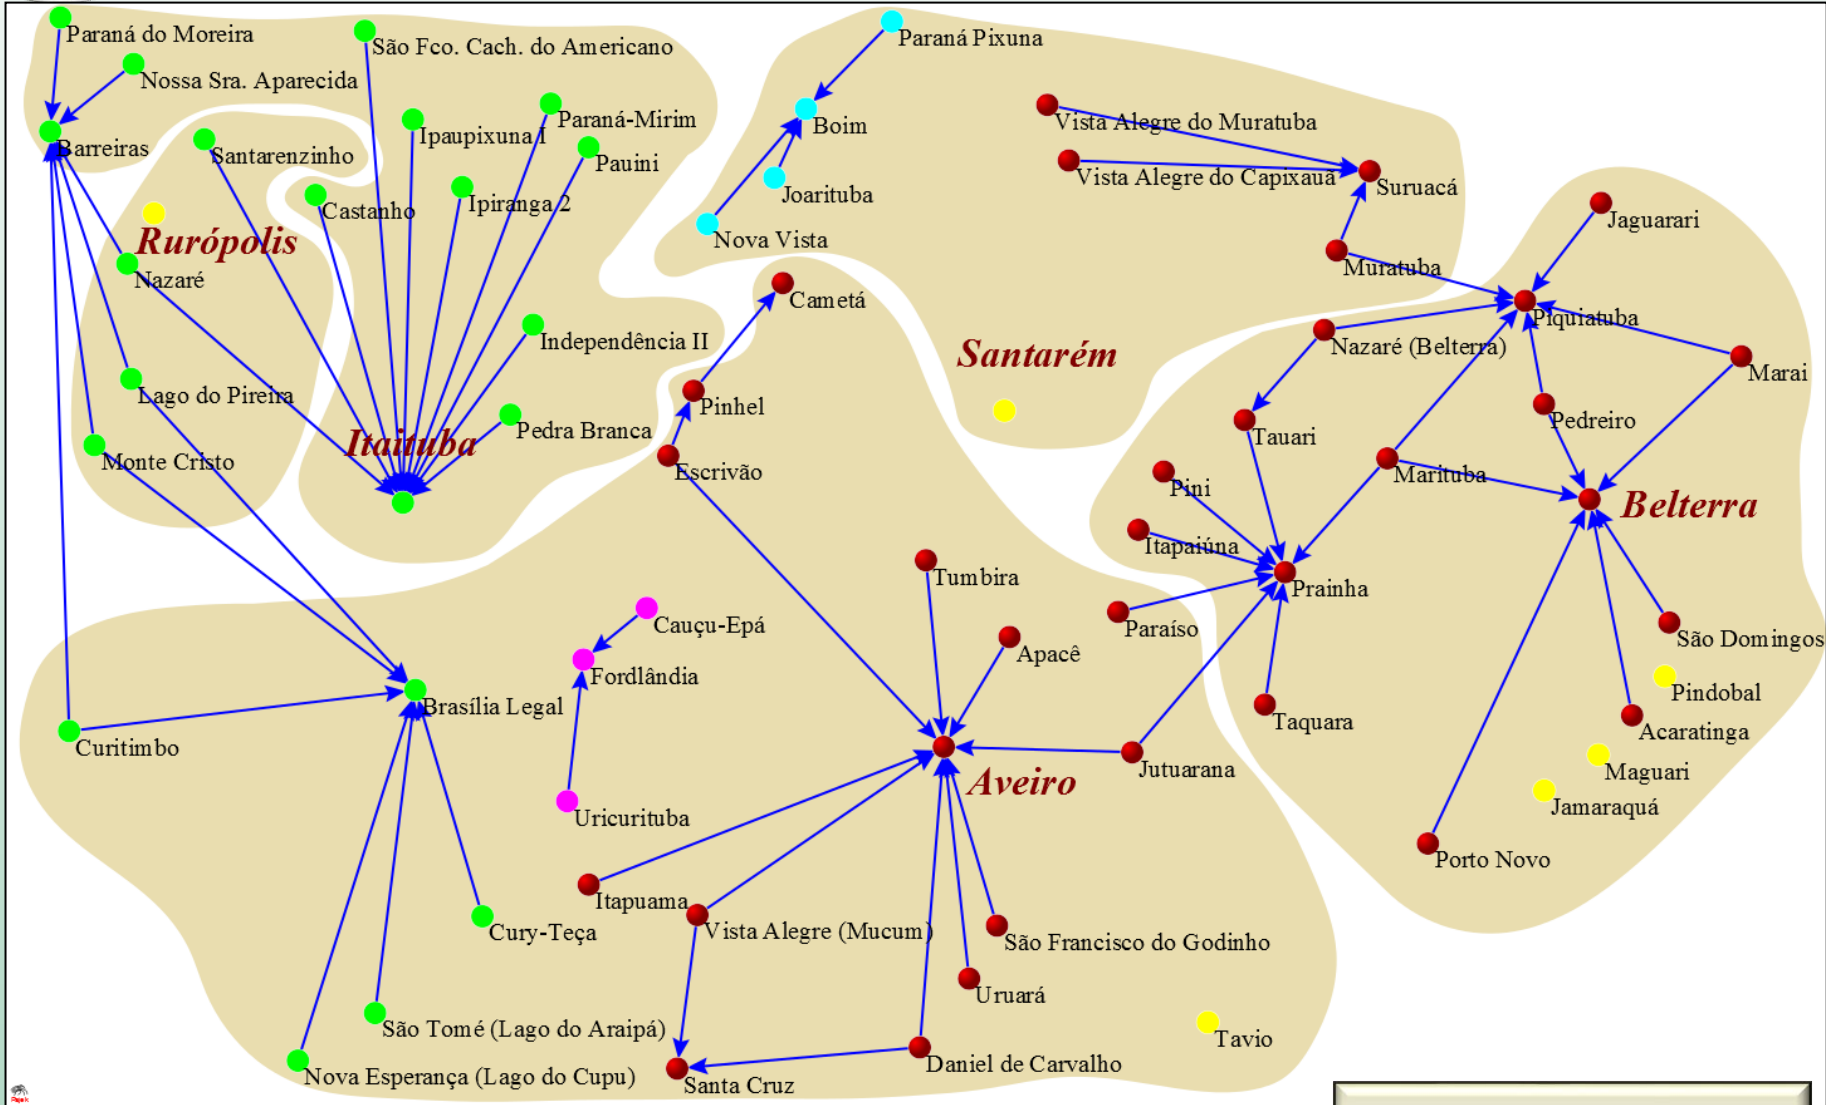 Paraná do Moreira
São Fco. Cach. do Americano
Paraná Pixuna
Nossa Sra. Aparecida
Paraná-Mirim
Vista Alegre do Muratuba
Ipaupixuna I
Boim
Barreiras
Santarenzinho
Pauini
Vista Alegre do Capixauã
Suruacá
Joarituba
Castanho
Ipiranga 2
Jaguarari
Rurópolis
Nova Vista
Muratuba
Nazaré
Cametá
Piquiatuba
Independência II
Santarém
Nazaré (Belterra)
Marai
Lago do Pireira
Pinhel
Pedreiro
Itaituba
Pedra Branca
Tauari
Monte Cristo
Escrivão
Marituba
Pini
Belterra
Itapaiúna
Tumbira
Prainha
Cauçu-Epá
Paraíso
São Domingos
Apacê
Fordlândia
Pindobal
Brasília Legal
Taquara
Acaratinga
Curitimbo
Jutuarana
Maguari
Aveiro
Jamaraquá
Uricurituba
Porto Novo
Itapuama
Cury-Teça
Vista Alegre (Mucum)
São Francisco do Godinho
Uruará
São Tomé (Lago do Araipá)
Tavio
Nova Esperança (Lago do Cupu)
Daniel de Carvalho
Santa Cruz
Pajek